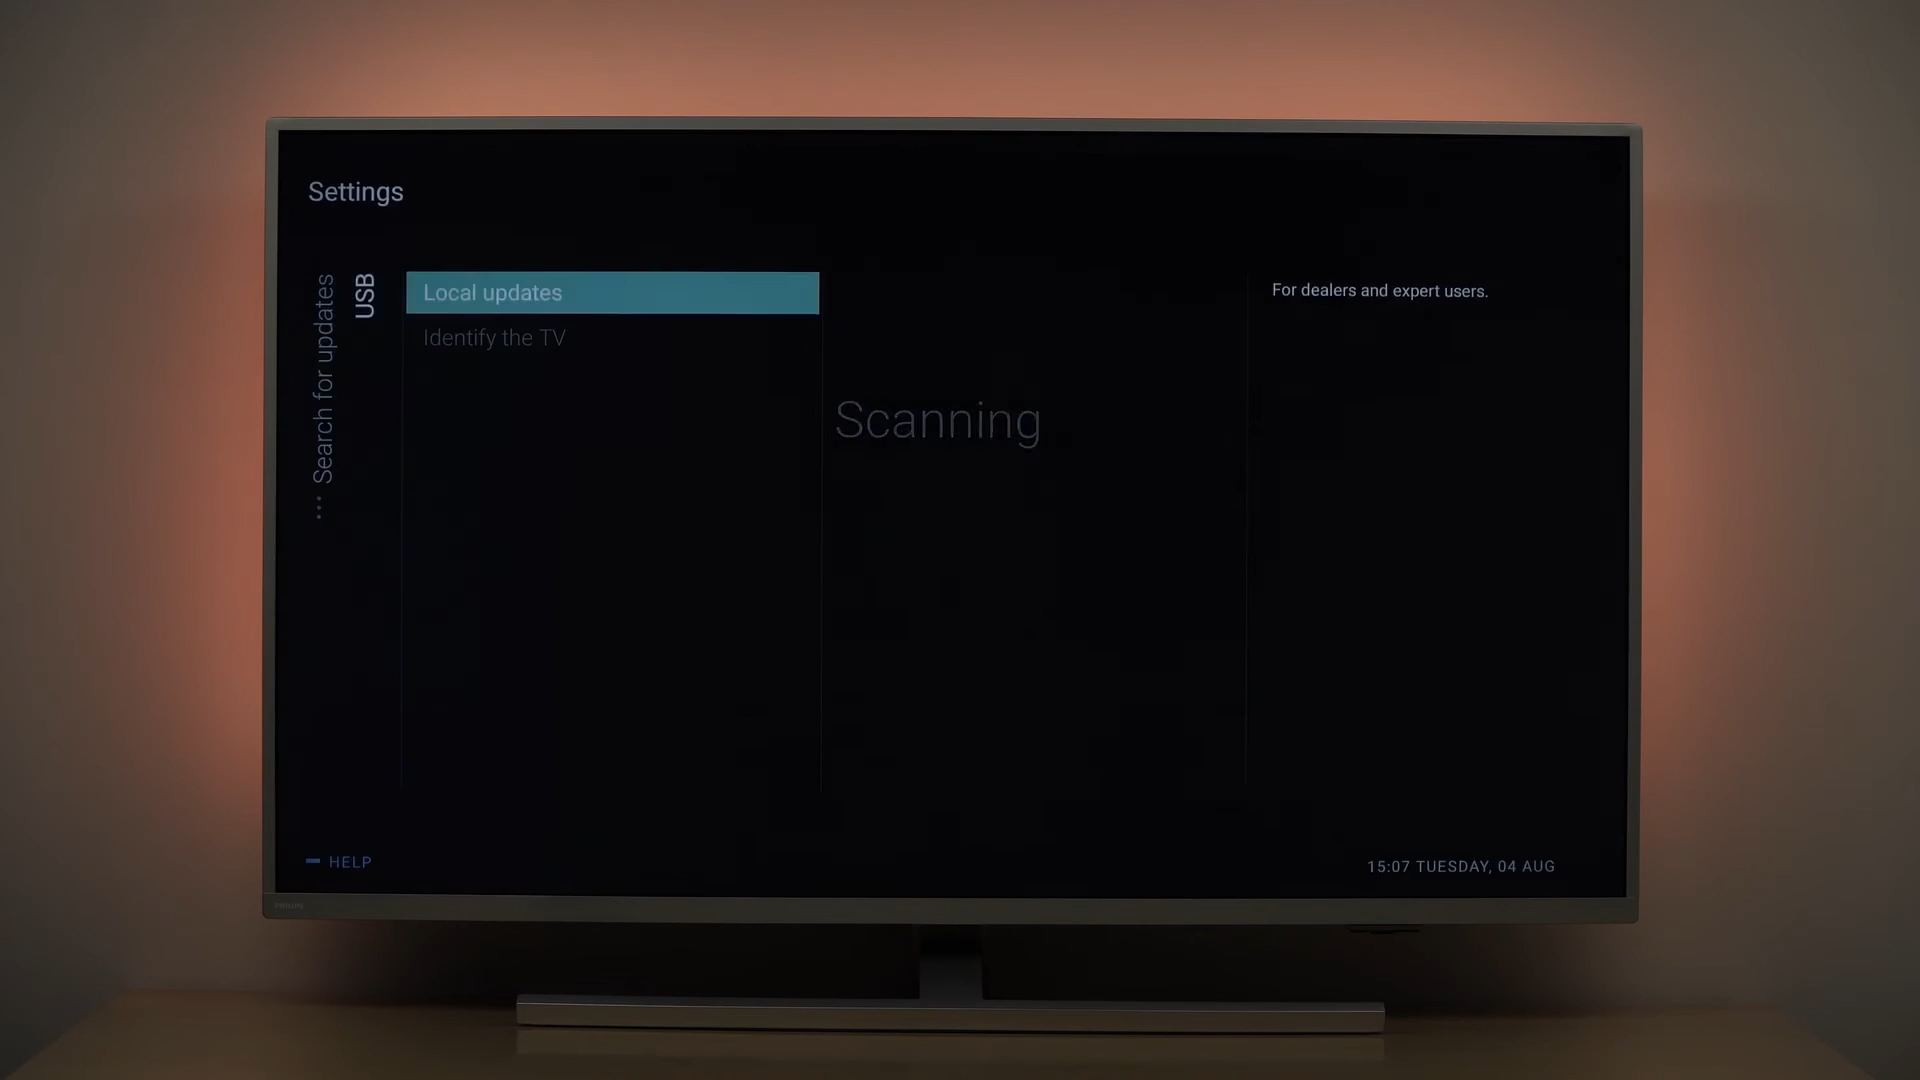 Settings
Search for updates
USB
Local updates
Identify the TV
Scanning
For dealers and expert users.
HELP
15:07 TUESDAY, 04 AUG
PHILIPS